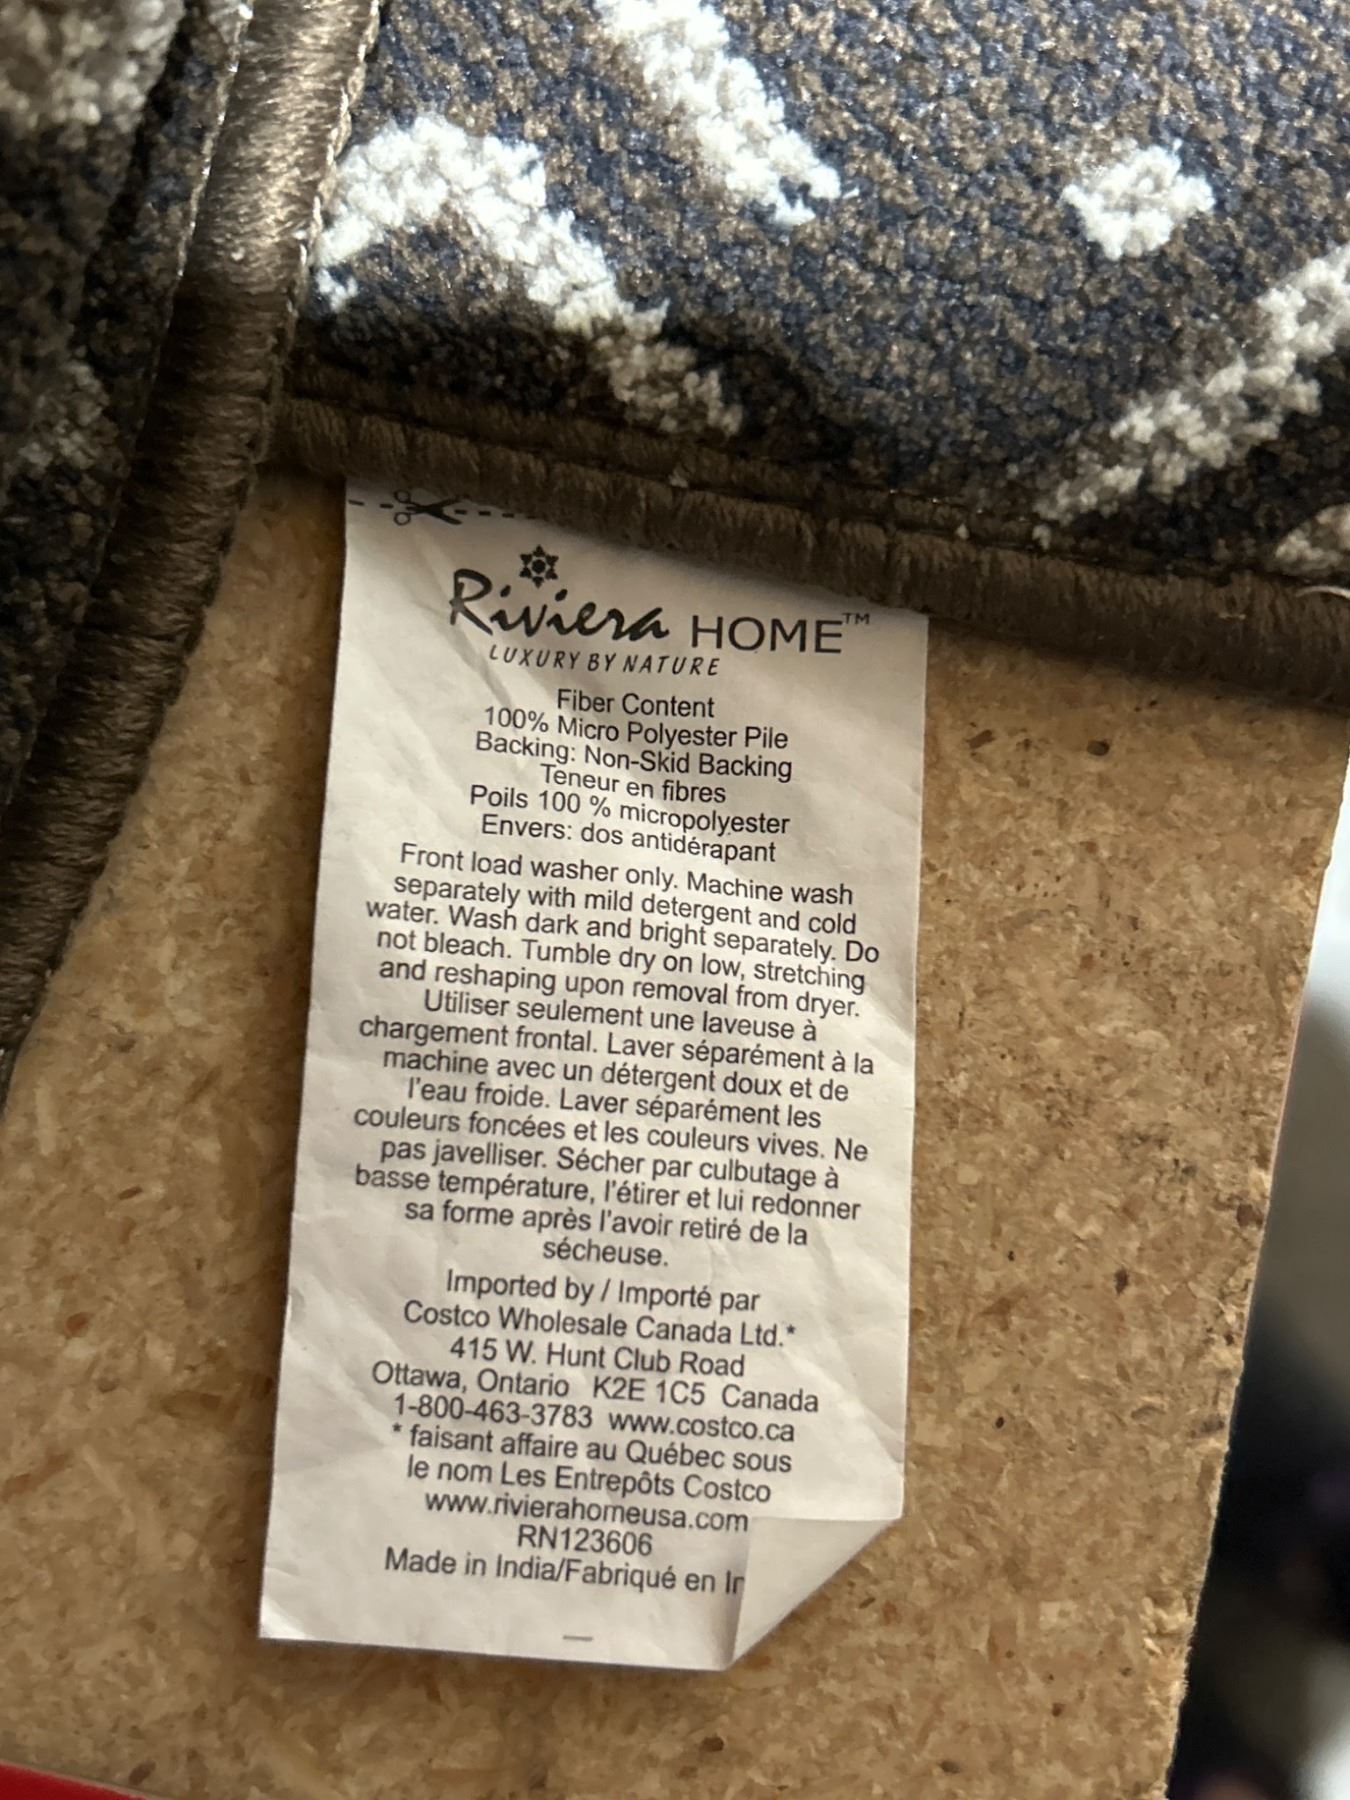 Riviera HOME™
LUXURY BY NATURE
Fiber Content
100% Micro Polyester Pile
Backing: Non-Skid Backing
Teneur en fibres
Poils 100 % micropolyester
Envers: dos antidérapant
Front load washer only. Machine wash
separately with mild detergent and cold
water. Wash dark and bright separately. Do
not bleach. Tumble dry on low, stretching
and reshaping upon removal from dryer.
Utiliser seulement une laveuse à
chargement frontal. Laver séparément à la
machine avec un détergent doux et de
l'eau froide. Laver séparément les
couleurs foncées et les couleurs vives. Ne
pas javelliser. Sécher par culbutage à
basse température, l'étirer et lui redonner
sa forme après l'avoir retiré de la
sécheuse.
Imported by / Importé par
Costco Wholesale Canada Ltd.*
415 W. Hunt Club Road
Ottawa, Ontario K2E 1C5 Canada
1-800-463-3783 www.costco.ca
* faisant affaire au Québec sous
le nom Les Entrepôts Costco
www.rivierahomeusa.com
RN123606
Made in India/Fabriqué en